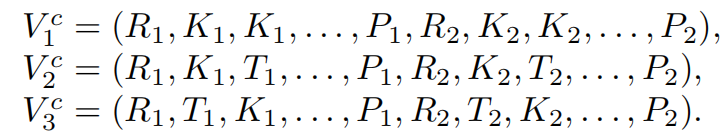 V_1^c = (R_1, K_1, K_1, …, P_1, R_2, K_2, K_2, …, P_2),
V_2^c = (R_1, K_1, T_1, …, P_1, R_2, K_2, T_2, …, P_2),
V_3^c = (R_1, T_1, K_1, …, P_1, R_2, T_2, K_2, …, P_2).